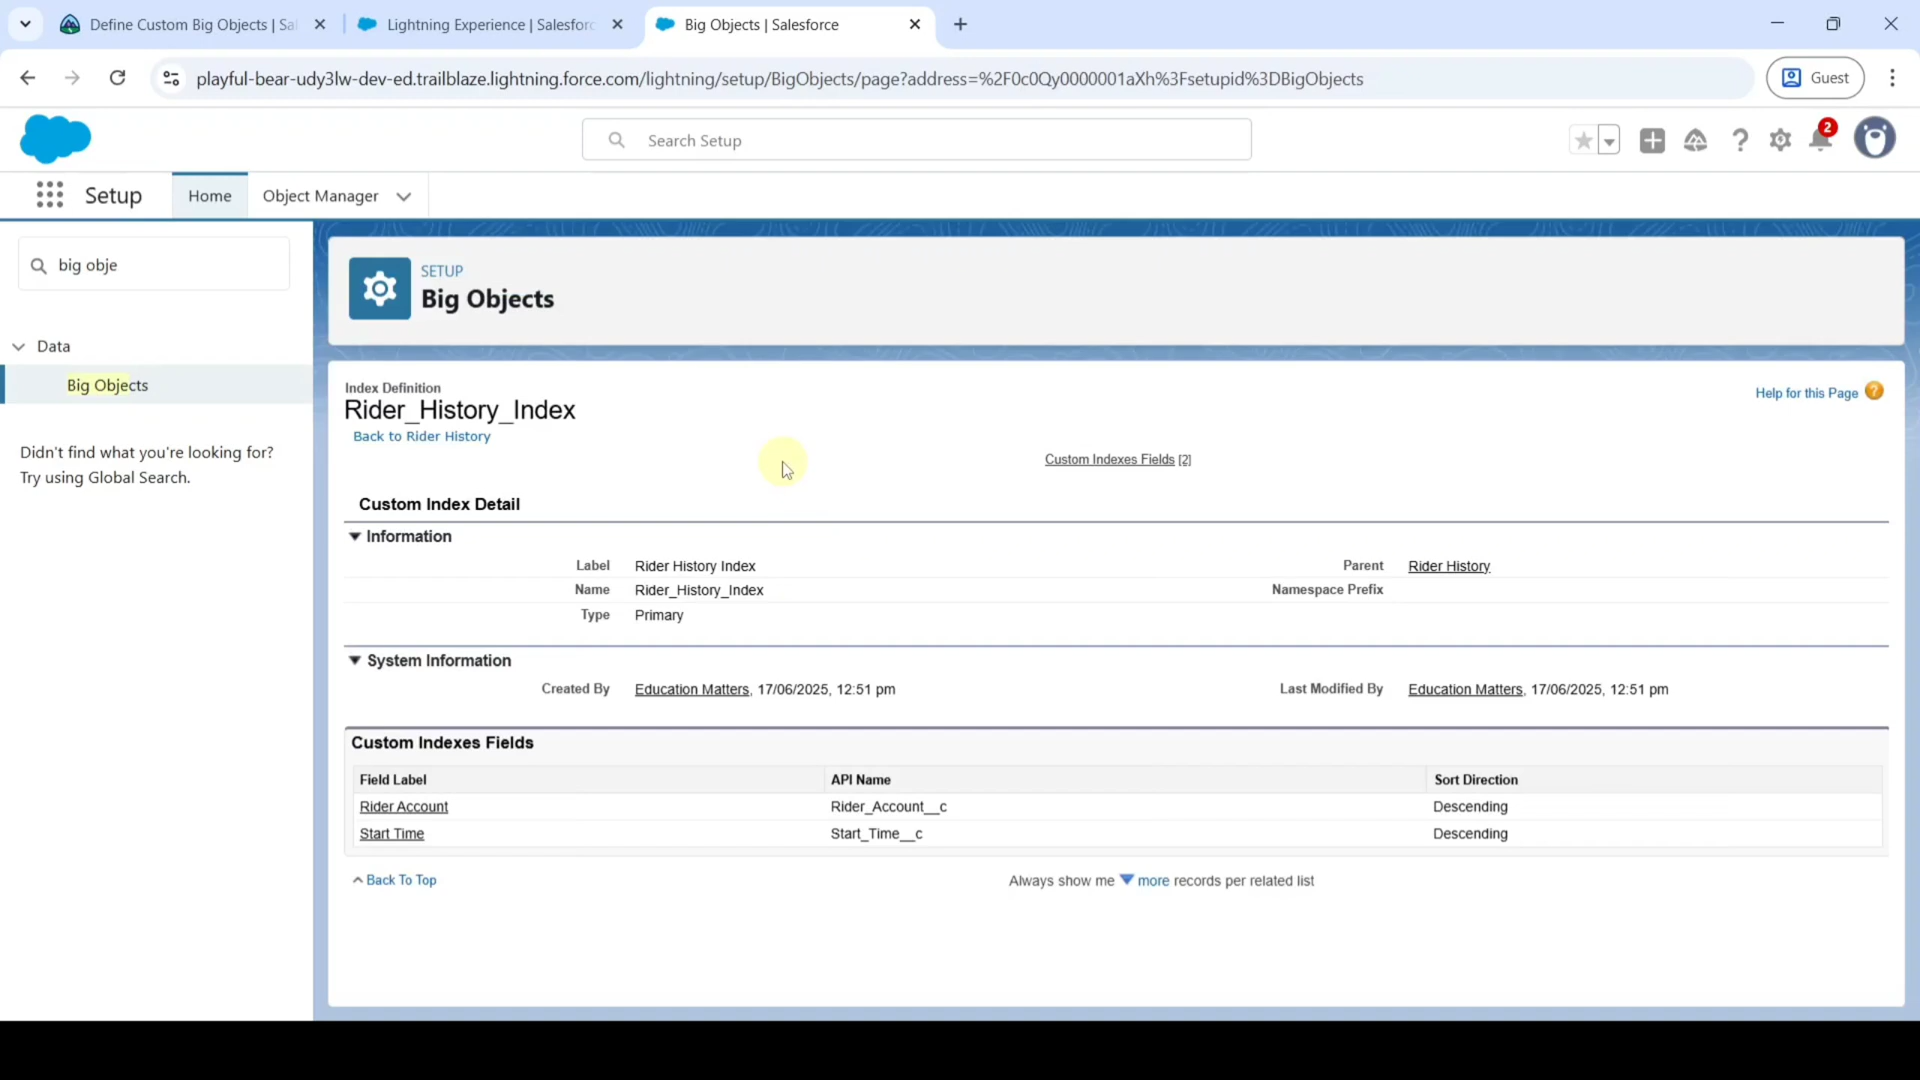 Define Custom Big Objects | Sa
Lightning Experience | Salesforc
Big Objects | Salesforce
playful-bear-udy3lw-dev-ed.trailblaze.lightning.force.com/lightning/setup/BigObjects/page?address=%2F0c0Qy0000001aXh%3Fsetupid%3DBigObjects
Guest
Search Setup
2
Setup
Home
Object Manager
big obje
Data
Big Objects
Didn't find what you're looking for?
Try using Global Search.
SETUP
Big Objects
Index Definition
Rider_History_Index
Back to Rider History
Help for this Page
Custom Indexes Fields [2]
Custom Index Detail
Information
Label Rider History Index Parent Rider History
Name Rider_History_Index Namespace Prefix
Type Primary
System Information
Created By Education Matters, 17/06/2025, 12:51 pm Last Modified By Education Matters, 17/06/2025, 12:51 pm
Custom Indexes Fields
Field Label API Name Sort Direction
Rider Account Rider_Account__c Descending
Start Time Start_Time__c Descending
Back To Top
Always show me more records per related list